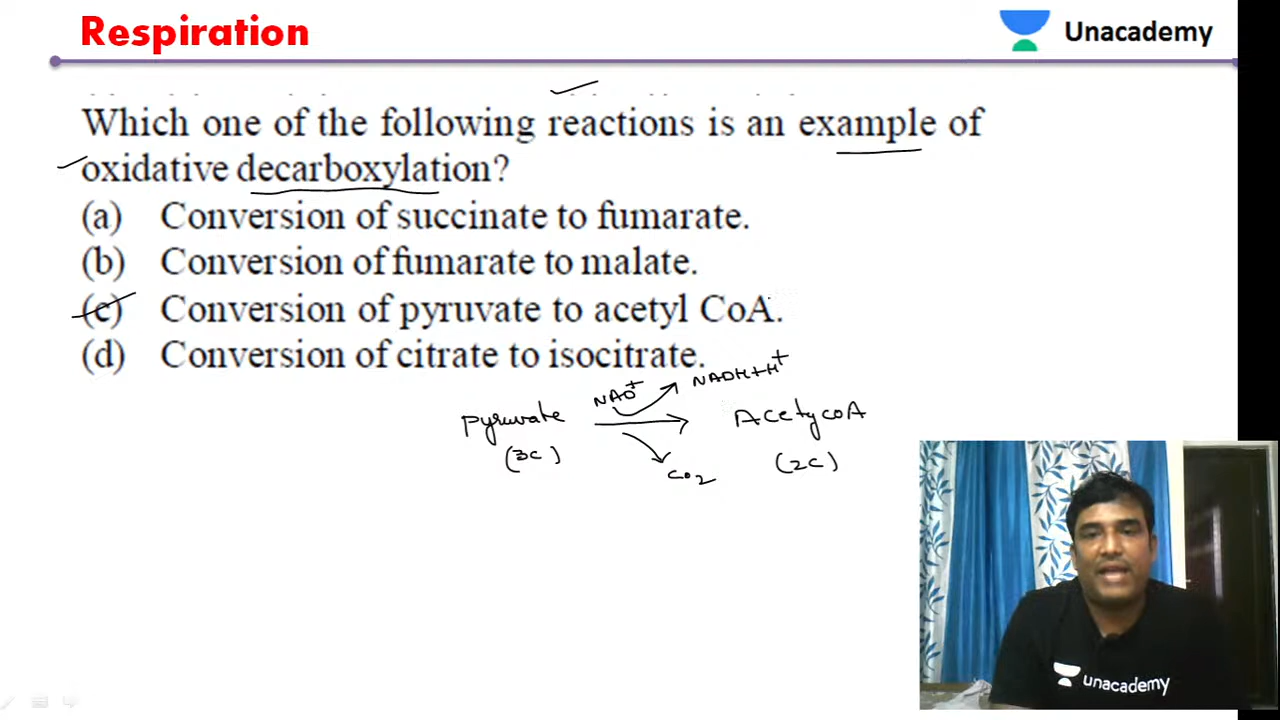 Respiration
Unacademy
Which one of the following reactions is an example of
oxidative decarboxylation?
(a) Conversion of succinate to fumarate.
(b) Conversion of fumarate to malate.
(c) Conversion of pyruvate to acetyl CoA.
(d) Conversion of citrate to isocitrate.
NAD+ NADH+H+
Pyruvate AcetycoA
(3C) (2C)
CO2
unacademy